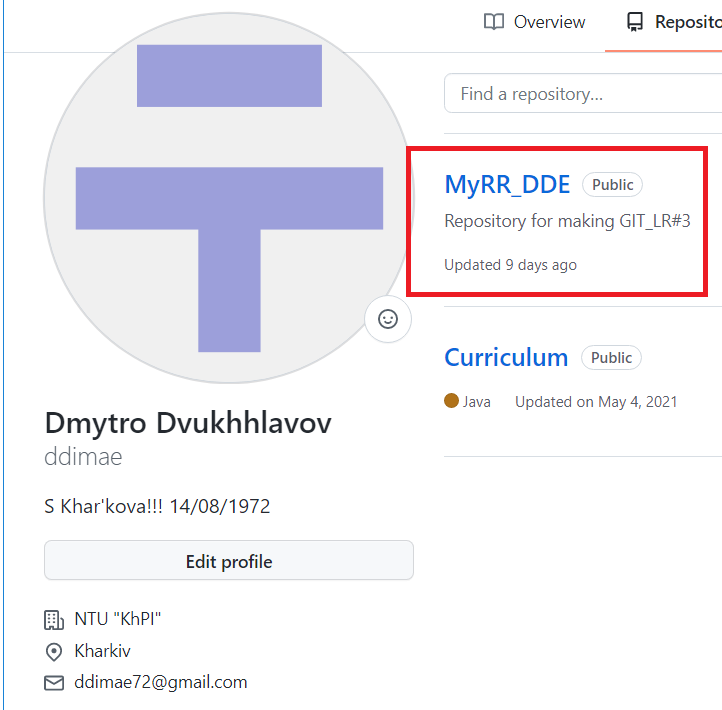 Overview
Reposito
Find a repository...
MyRR_DDE Public
Repository for making GIT_LR#3
Updated 9 days ago
Curriculum Public
Java Updated on May 4, 2021
Dmytro Dvukhhlavov
ddimae
S Khar'kova!!! 14/08/1972
Edit profile
NTU "KhPI"
Kharkiv
ddimae72@gmail.com